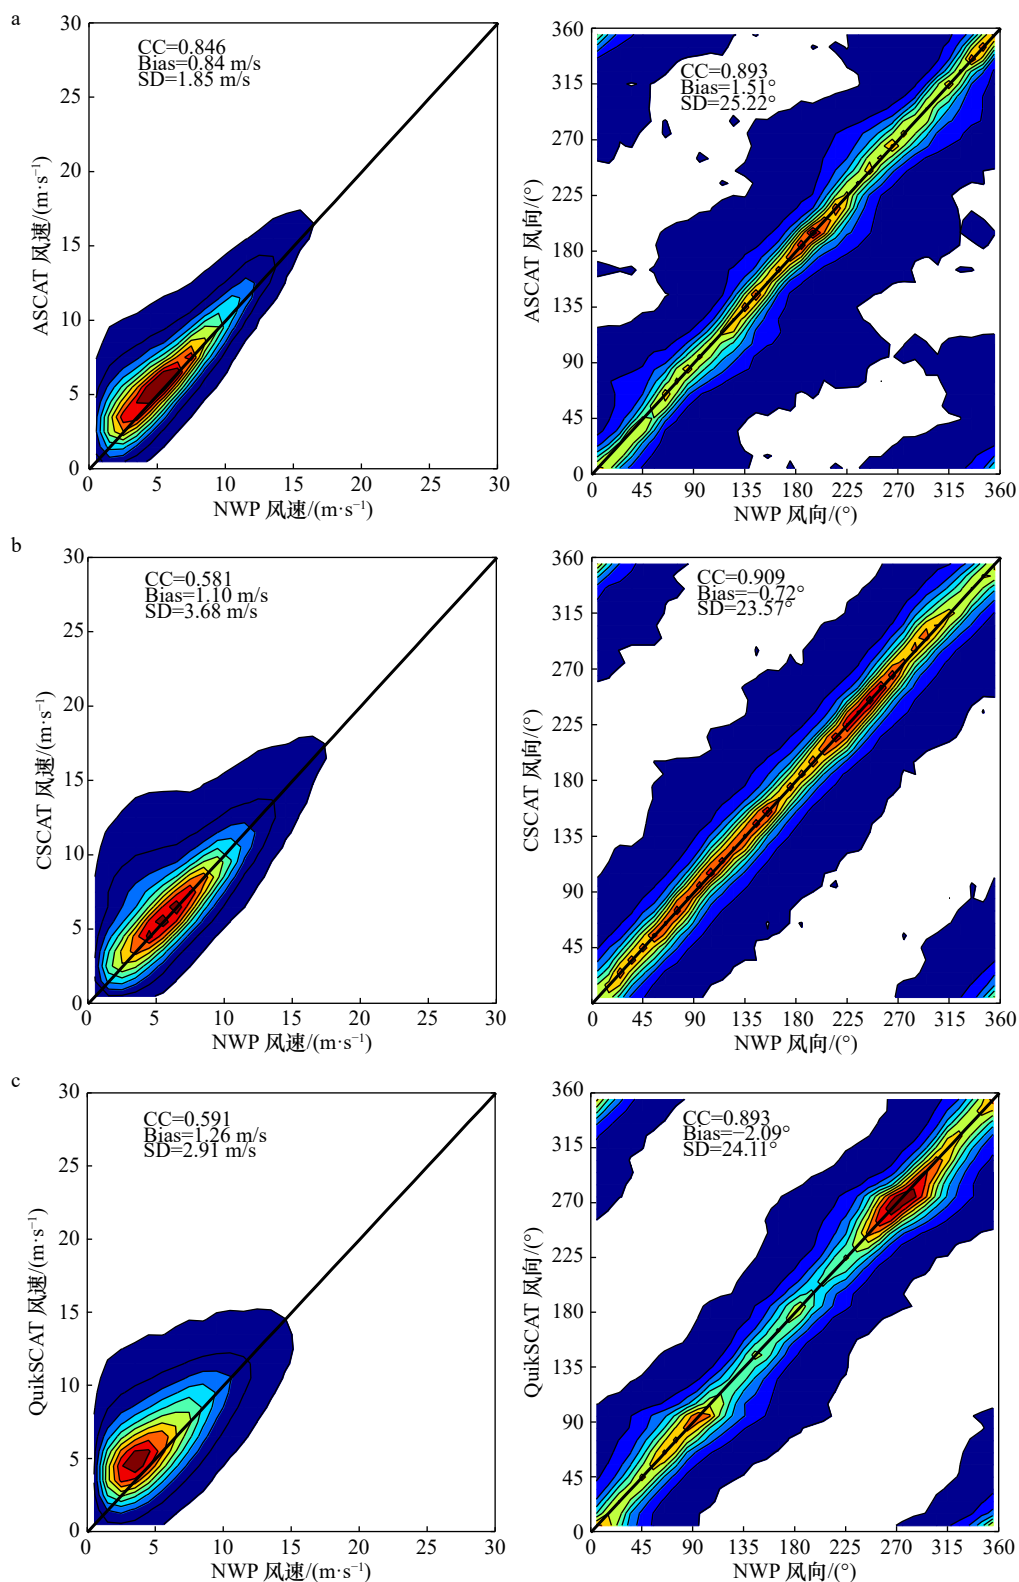 a
30
25
20
15
10
5
0
ASCAT 风速/(m·s⁻¹)
CC=0.846
Bias=0.84 m/s
SD=1.85 m/s
0 5 10 15 20 25 30
NWP 风速/(m·s⁻¹)
360
315
270
225
180
135
90
45
0
ASCAT 风向/(°)
CC=0.893
Bias=1.51°
SD=25.22°
0 45 90 135 180 225 270 315 360
NWP 风向/(°)
b
30
25
20
15
10
5
0
CSCAT 风速/(m·s⁻¹)
CC=0.581
Bias=1.10 m/s
SD=3.68 m/s
0 5 10 15 20 25 30
NWP 风速/(m·s⁻¹)
360
315
270
225
180
135
90
45
0
CSCAT 风向/(°)
CC=0.909
Bias=−0.72°
SD=23.57°
0 45 90 135 180 225 270 315 360
NWP 风向/(°)
c
30
25
20
15
10
5
0
QuikSCAT 风速/(m·s⁻¹)
CC=0.591
Bias=1.26 m/s
SD=2.91 m/s
0 5 10 15 20 25 30
NWP 风速/(m·s⁻¹)
360
315
270
225
180
135
90
45
0
QuikSCAT 风向/(°)
CC=0.893
Bias=−2.09°
SD=24.11°
0 45 90 135 180 225 270 315 360
NWP 风向/(°)